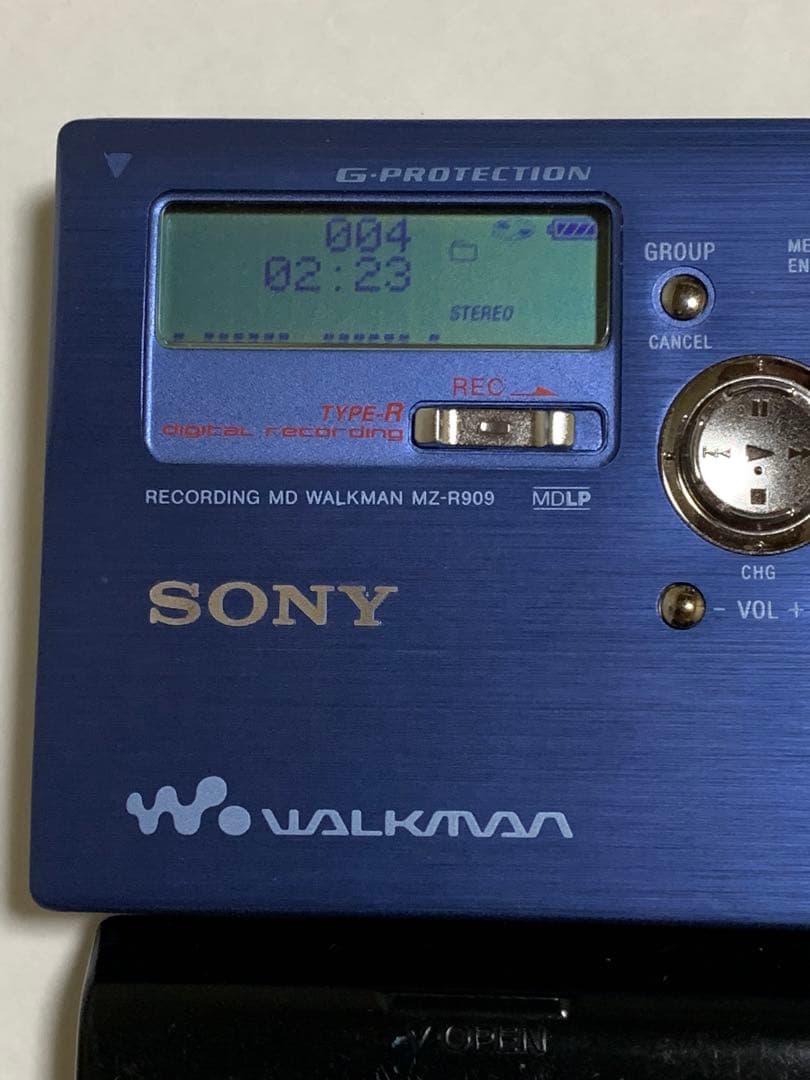 G-PROTECTION
004
02:23
STEREO
GROUP
CANCEL
REC
TYPE-R
digital recording
RECORDING MD WALKMAN MZ-R909
MDLP
SONY
CHG
- VOL +
WALKMAN
OPEN